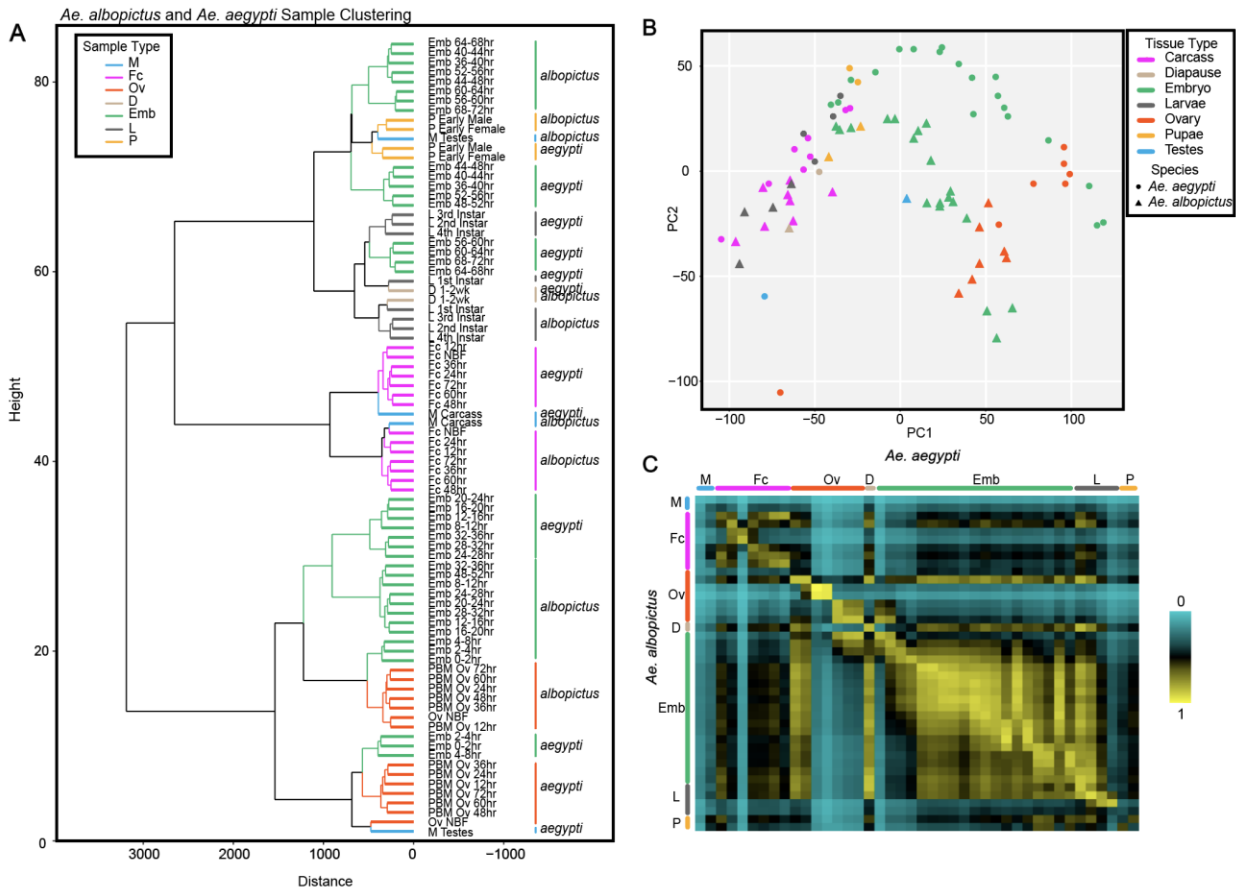 Ae. albopictus and Ae. aegypti Sample Clustering
A
Sample Type
M
Fc
Ov
D
Emb
L
P
Height
80
60
40
20
0
3000
2000
1000
0
−1000
Distance
Emb 64-68hr
Emb 40-44hr
Emb 36-40hr
Emb 52-56hr
Emb 44-48hr
Emb 60-64hr
Emb 56-60hr
Emb 68-72hr
albopictus
P Early Male
P Early Female
albopictus
M Testes
albopictus
P Early Male
P Early Female
aegypti
Emb 44-48hr
Emb 40-44hr
Emb 36-40hr
Emb 52-56hr
Emb 48-52hr
aegypti
L 3rd Instar
L 2nd Instar
L 4th Instar
aegypti
Emb 56-60hr
Emb 60-64hr
Emb 68-72hr
Emb 64-68hr
aegypti
L 1st Instar
aegypti
D 1-2wk
aegypti
D 1-2wk
albopictus
L 1st Instar
L 3rd Instar
L 2nd Instar
L 4th Instar
albopictus
Fc 12hr
Fc NBF
Fc 36hr
Fc 24hr
Fc 72hr
Fc 60hr
Fc 48hr
aegypti
M Carcass
aegypti
M Carcass
albopictus
Fc NBF
Fc 24hr
Fc 12hr
Fc 72hr
Fc 36hr
Fc 60hr
Fc 48hr
albopictus
Emb 20-24hr
Emb 16-20hr
Emb 12-16hr
Emb 8-12hr
Emb 32-36hr
Emb 28-32hr
Emb 24-28hr
aegypti
Emb 32-36hr
Emb 48-52hr
Emb 8-12hr
Emb 24-28hr
Emb 20-24hr
Emb 28-32hr
Emb 12-16hr
Emb 16-20hr
Emb 4-8hr
Emb 2-4hr
Emb 0-2hr
albopictus
PBM Ov 72hr
PBM Ov 60hr
PBM Ov 24hr
PBM Ov 48hr
PBM Ov 36hr
Ov NBF
PBM Ov 12hr
albopictus
Emb 2-4hr
Emb 0-2hr
Emb 4-8hr
aegypti
PBM Ov 36hr
PBM Ov 24hr
PBM Ov 12hr
PBM Ov 72hr
PBM Ov 60hr
PBM Ov 48hr
Ov NBF
aegypti
M Testes
aegypti
B
50
0
−50
−100
PC2
−100
−50
0
50
100
PC1
Tissue Type
Carcass
Diapause
Embryo
Larvae
Ovary
Pupae
Testes
Species
Ae. aegypti
Ae. albopictus
C
Ae. aegypti
M Fc Ov D Emb L P
Ae. albopictus
M
Fc
Ov
D
Emb
L
P
0
1